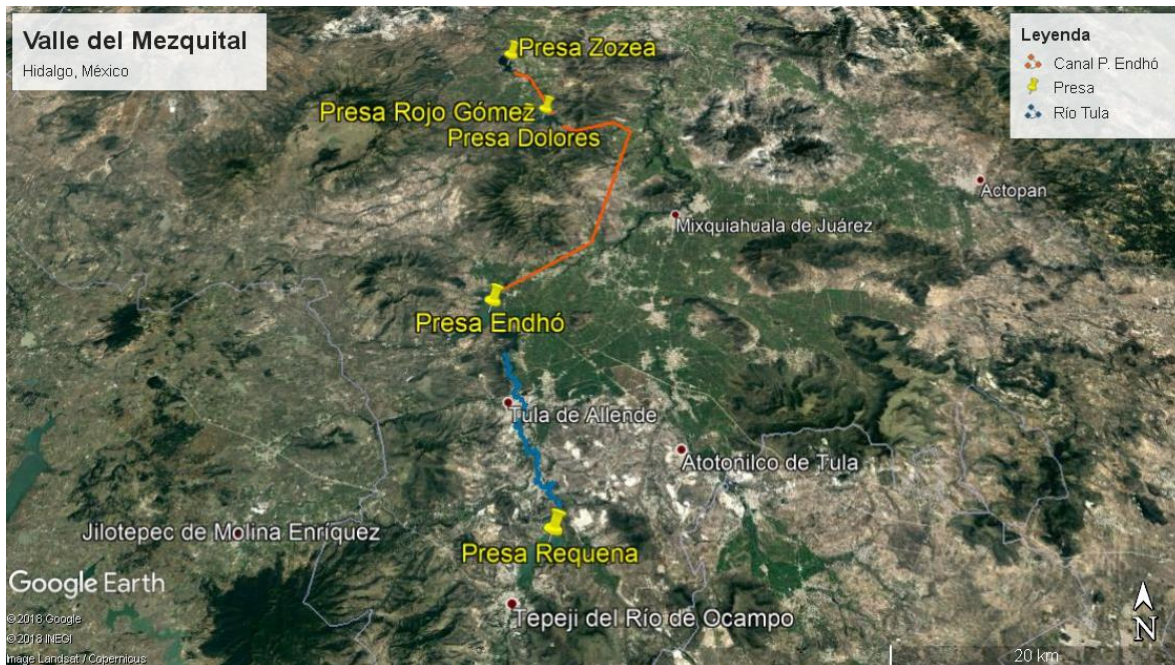 Valle del Mezquital
Hidalgo, México
Leyenda
Canal P. Endhó
Presa
Río Tula
Presa Zozea
Presa Rojo Gómez
Presa Dolores
Actopan
Mixquiahuala de Juárez
Presa Endhó
Tula de Allende
Atotonilco de Tula
Jilotepec de Molina Enríquez
Presa Requena
Tepeji del Río de Ocampo
Google Earth
© 2018 Google
© 2018 INEGI
Image Landsat / Copernicus
N
20 km